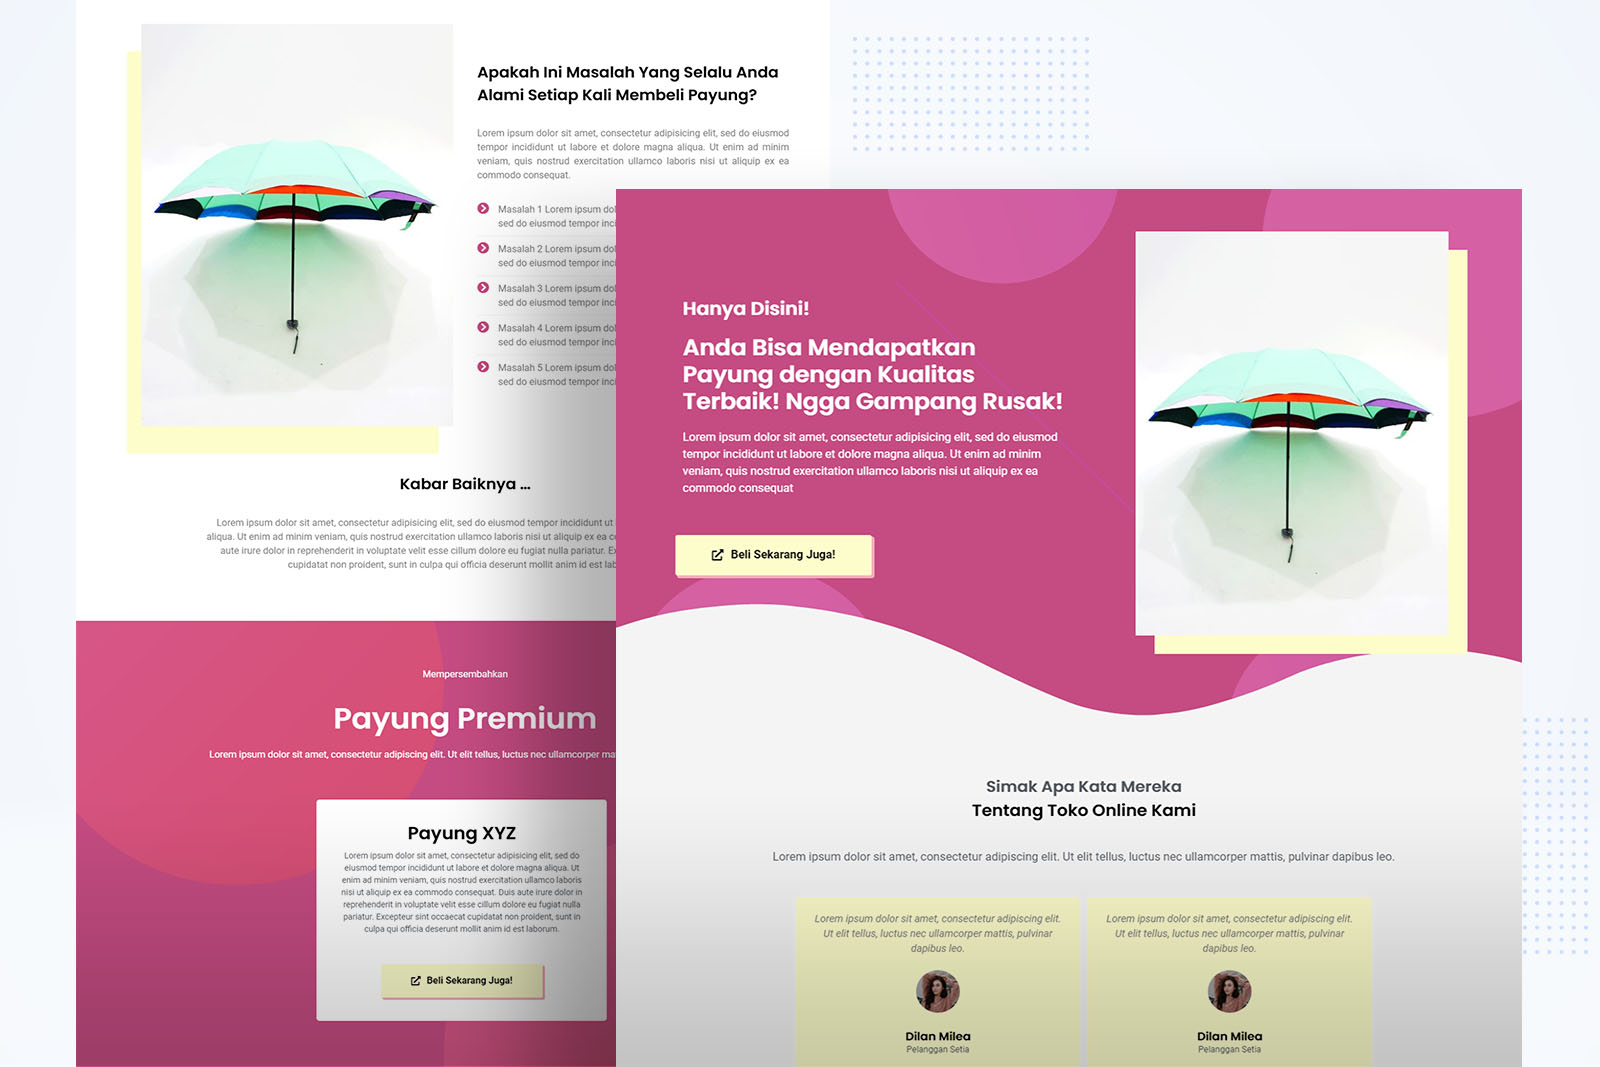 Apakah Ini Masalah Yang Selalu Anda
Alami Setiap Kali Membeli Payung?
Lorem ipsum dolor sit amet, consectetur adipisicing elit, sed do eiusmod
tempor incididunt ut labore et dolore magna aliqua. Ut enim ad minim
veniam, quis nostrud exercitation ullamco laboris nisi ut aliquip ex ea
commodo consequat.
Masalah 1 Lorem ipsum dol
sed do eiusmod tempor inci
Masalah 2 Lorem ipsum dol
sed do eiusmod tempor inci
Masalah 3 Lorem ipsum dol
sed do eiusmod tempor inci
Masalah 4 Lorem ipsum dol
sed do eiusmod tempor inci
Masalah 5 Lorem ipsum dol
sed do eiusmod tempor inci
Kabar Baiknya ...
Lorem ipsum dolor sit amet, consectetur adipisicing elit, sed do eiusmod tempor incididunt ut
aliqua. Ut enim ad minim veniam, quis nostrud exercitation ullamco laboris nisi ut aliquip ex ea c
aute irure dolor in reprehenderit in voluptate velit esse cillum dolore eu fugiat nulla pariatur. Ex
cupidatat non proident, sunt in culpa qui officia deserunt mollit anim id est lab
Mempersembahkan
Payung Premium
Lorem ipsum dolor sit amet, consectetur adipiscing elit. Ut elit tellus, luctus nec ullamcorper ma
Payung XYZ
Lorem ipsum dolor sit amet, consectetur adipisicing elit, sed do
eiusmod tempor incididunt ut labore et dolore magna aliqua. Ut
enim ad minim veniam, quis nostrud exercitation ullamco laboris
nisi ut aliquip ex ea commodo consequat. Duis aute irure dolor in
reprehenderit in voluptate velit esse cillum dolore eu fugiat nulla
pariatur. Excepteur sint occaecat cupidatat non proident, sunt in
culpa qui officia deserunt mollit anim id est laborum.
Beli Sekarang Juga!
Hanya Disini!
Anda Bisa Mendapatkan
Payung dengan Kualitas
Terbaik! Ngga Gampang Rusak!
Lorem ipsum dolor sit amet, consectetur adipisicing elit, sed do eiusmod
tempor incididunt ut labore et dolore magna aliqua. Ut enim ad minim
veniam, quis nostrud exercitation ullamco laboris nisi ut aliquip ex ea
commodo consequat
Beli Sekarang Juga!
Simak Apa Kata Mereka
Tentang Toko Online Kami
Lorem ipsum dolor sit amet, consectetur adipiscing elit. Ut elit tellus, luctus nec ullamcorper mattis, pulvinar dapibus leo.
Lorem ipsum dolor sit amet, consectetur adipiscing elit.
Ut elit tellus, luctus nec ullamcorper mattis, pulvinar
dapibus leo.
Dilan Milea
Pelanggan Setia
Lorem ipsum dolor sit amet, consectetur adipiscing elit.
Ut elit tellus, luctus nec ullamcorper mattis, pulvinar
dapibus leo.
Dilan Milea
Pelanggan Setia